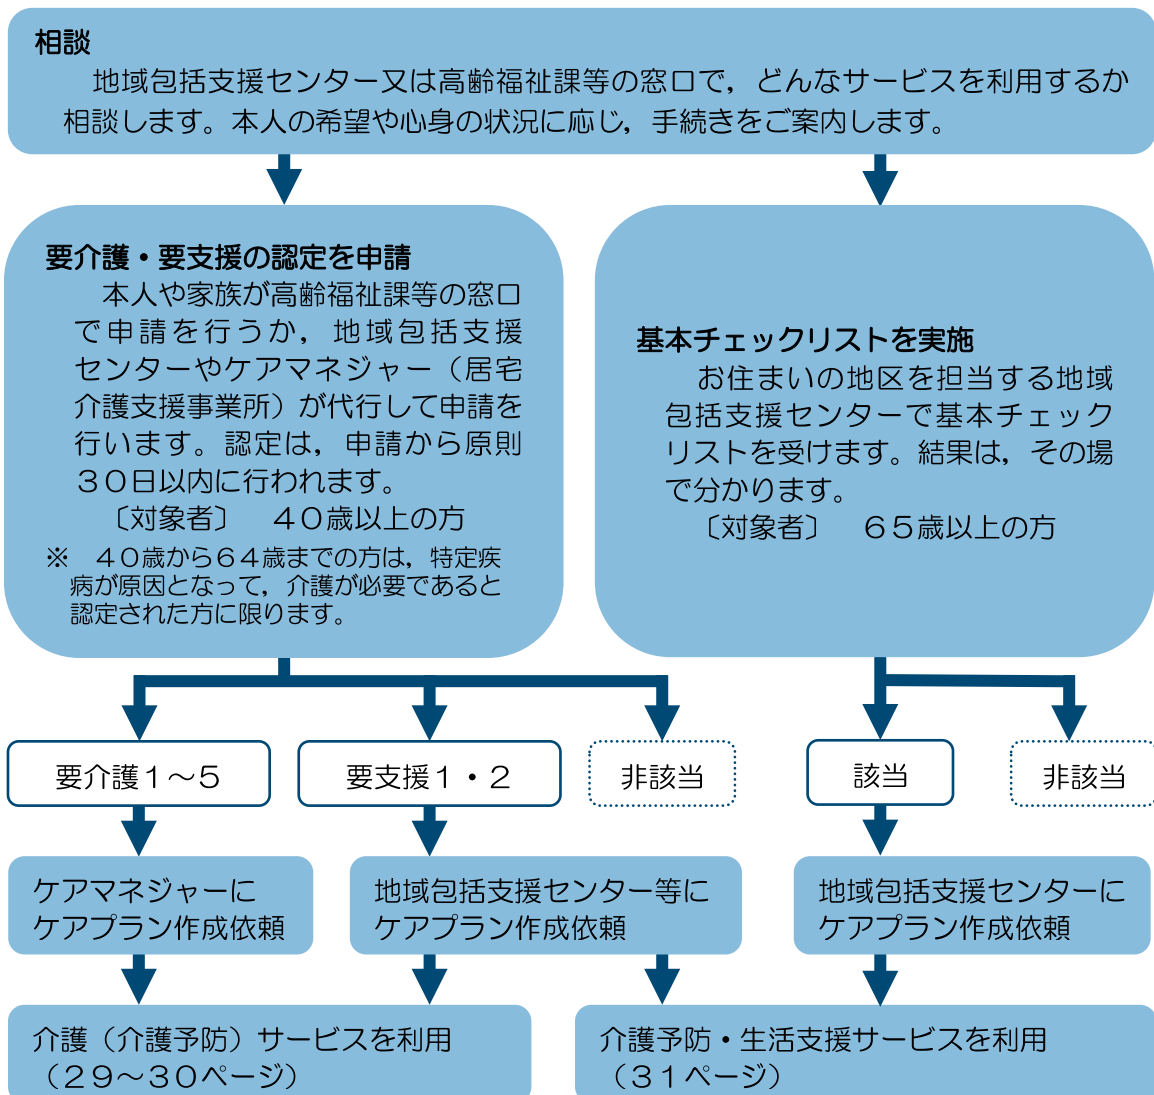 相談
地域包括支援センター又は高齢福祉課等の窓口で，どんなサービスを利用するか
相談します。本人の希望や心身の状況に応じ，手続きをご案内します。
要介護・要支援の認定を申請
本人や家族が高齢福祉課等の窓口
で申請を行うか，地域包括支援
センターやケアマネジャー（居宅
介護支援事業所）が代行して申請を
行います。認定は，申請から原則
３０日以内に行われます。
〔対象者〕　４０歳以上の方
※　４０歳から６４歳までの方は，特定疾
病が原因となって，介護が必要であると
認定された方に限ります。
基本チェックリストを実施
お住まいの地区を担当する地域
包括支援センターで基本チェック
リストを受けます。結果は，その場
で分かります。
〔対象者〕　６５歳以上の方
要介護１～５
要支援１・２
非該当
該当
非該当
ケアマネジャーに
ケアプラン作成依頼
地域包括支援センター等に
ケアプラン作成依頼
地域包括支援センターに
ケアプラン作成依頼
介護（介護予防）サービスを利用
（２９～３０ページ）
介護予防・生活支援サービスを利用
（３１ページ）